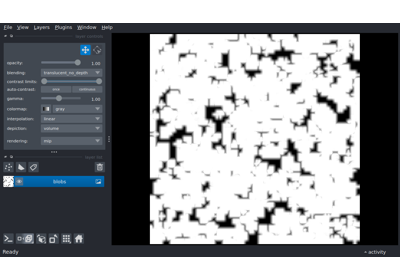 File View Layers Plugins Window Help
opacity: 1.00
blending: translucent_no_depth
contrast limits:
auto-contrast: once continuous
gamma: 1.00
colormap: gray
interpolation: linear
depiction: volume
rendering: mip
blobs
Ready
activity